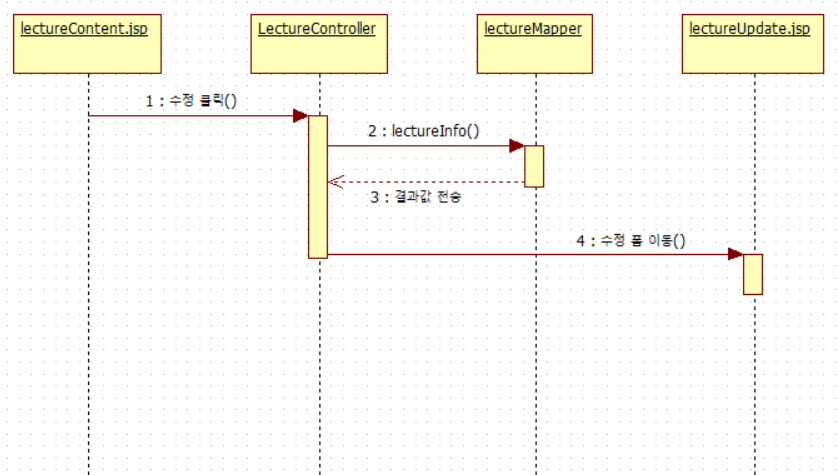 lectureContent.jsp
LectureController
lectureMapper
lectureUpdate.jsp
1 : 수정 클릭()
2 : lectureInfo()
3 : 결과값 전송
4 : 수정 폼 이동()